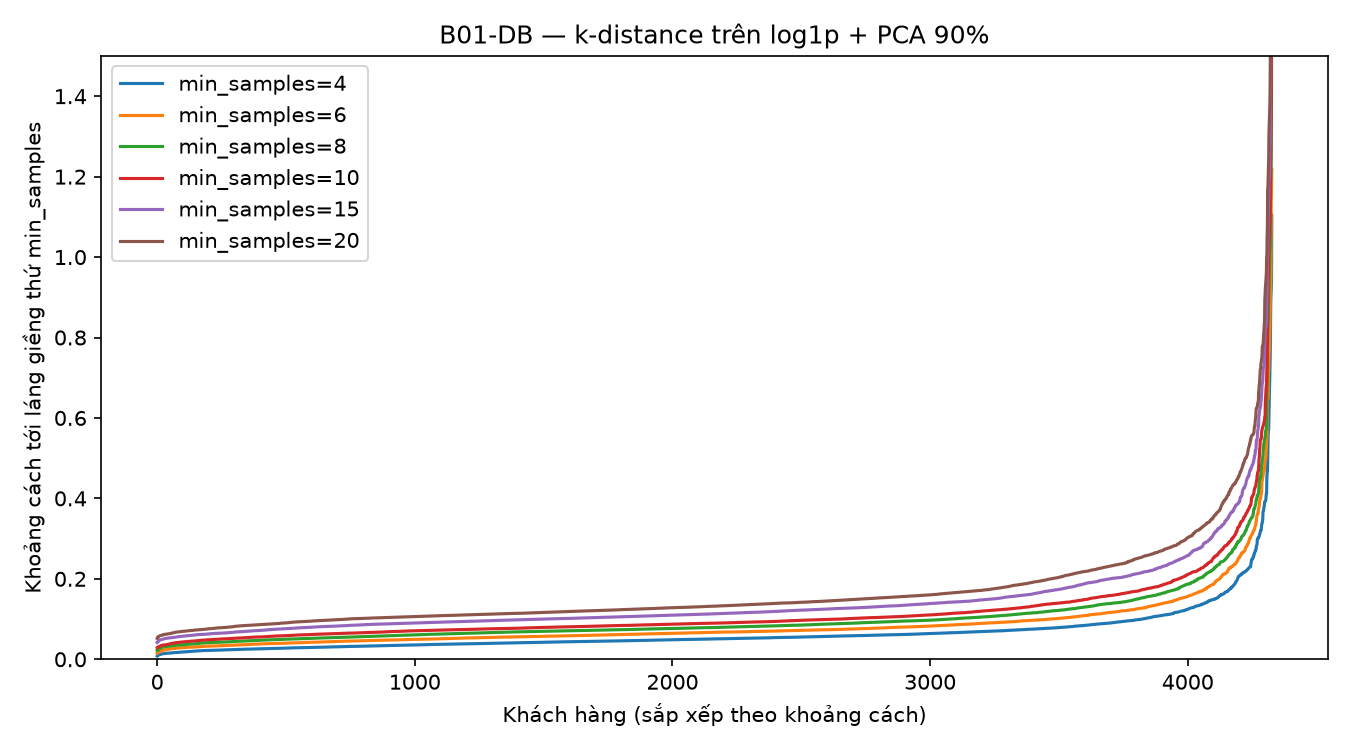 B01-DB — k-distance trên log1p + PCA 90%
Khoảng cách tới láng giềng thứ min_samples
1.4
1.2
1.0
0.8
0.6
0.4
0.2
0.0
min_samples=4
min_samples=6
min_samples=8
min_samples=10
min_samples=15
min_samples=20
0 1000 2000 3000 4000
Khách hàng (sắp xếp theo khoảng cách)